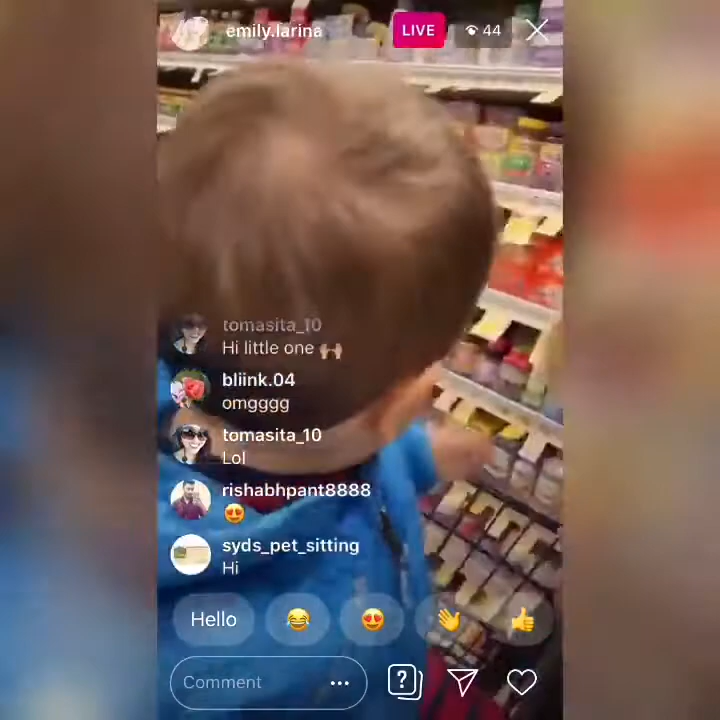 emily.larina
LIVE
44
tomasita_10
Hi little one 🙌🏼
bliink.04
omgggg
tomasita_10
Lol
rishabhpant8888
😍
syds_pet_sitting
Hi
Hello 😂 😍 👋 👍
Comment